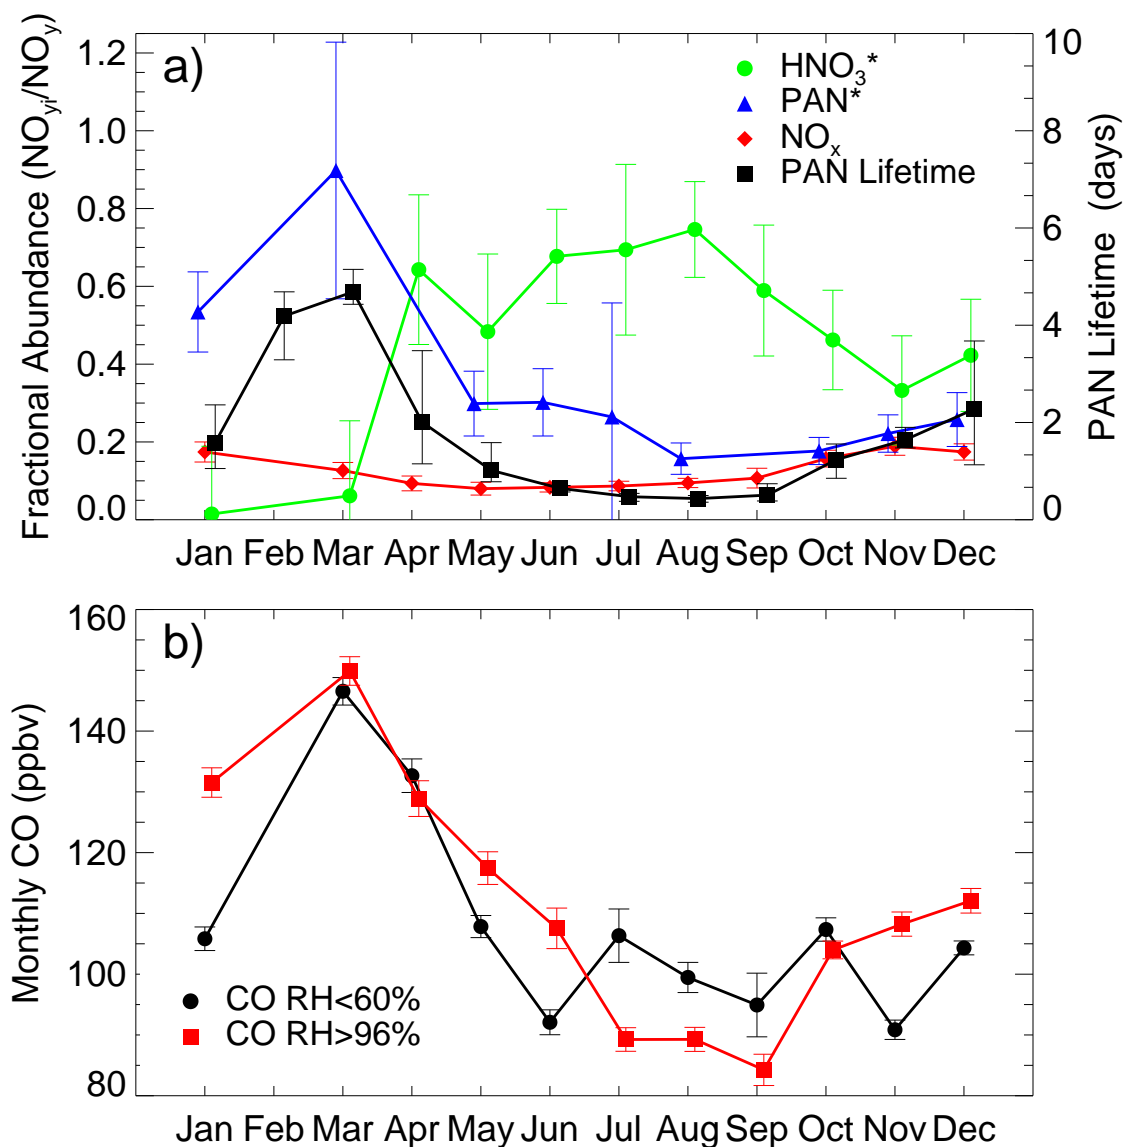 a)
HNO₃*
PAN*
NOₓ
PAN Lifetime
Fractional Abundance (NO_yi/NO_y)
1.2
1.0
0.8
0.6
0.4
0.2
0.0
PAN Lifetime (days)
10
8
6
4
2
0
Jan Feb Mar Apr May Jun Jul Aug Sep Oct Nov Dec
b)
Monthly CO (ppbv)
160
140
120
100
80
CO RH<60%
CO RH>96%
Jan Feb Mar Apr May Jun Jul Aug Sep Oct Nov Dec